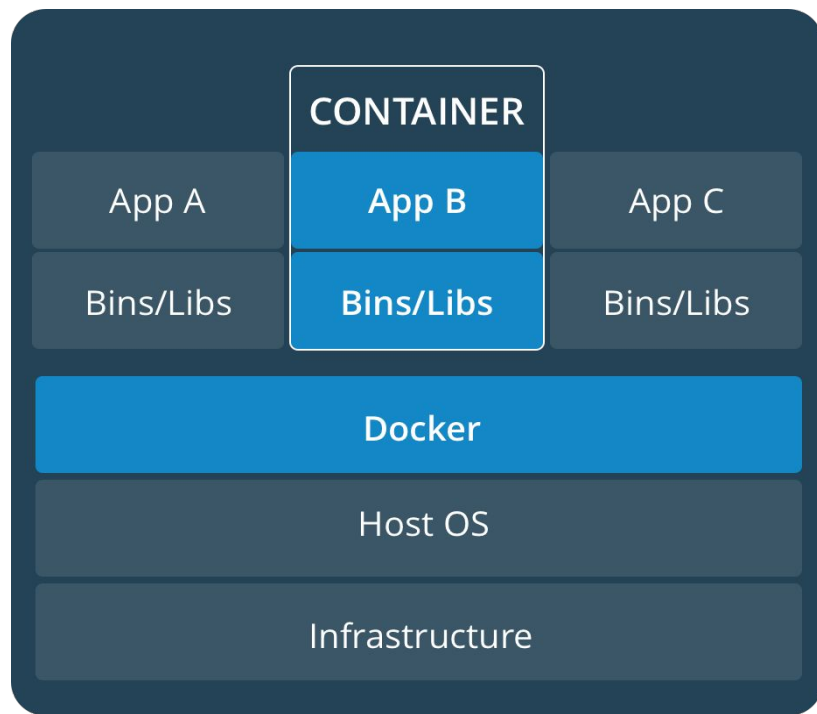 CONTAINER
App A
App B
App C
Bins/Libs
Bins/Libs
Bins/Libs
Docker
Host OS
Infrastructure